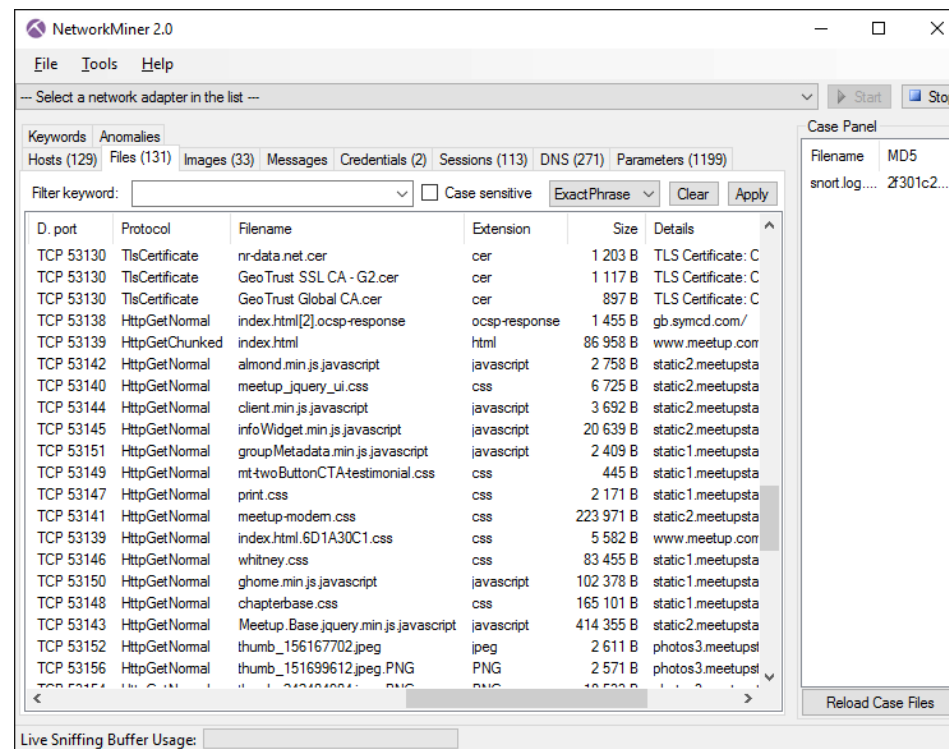 NetworkMiner 2.0
File Tools Help
--- Select a network adapter in the list ---
Start
Stop
Keywords Anomalies
Hosts (129) Files (131) Images (33) Messages Credentials (2) Sessions (113) DNS (271) Parameters (1199)
Filter keyword: Case sensitive ExactPhrase Clear Apply
D. port Protocol Filename Extension Size Details
TCP 53130 TlsCertificate nr-data.net.cer cer 1 203 B TLS Certificate: C
TCP 53130 TlsCertificate GeoTrust SSL CA - G2.cer cer 1 117 B TLS Certificate: C
TCP 53130 TlsCertificate GeoTrust Global CA.cer cer 897 B TLS Certificate: C
TCP 53138 HttpGetNormal index.html[2].ocsp-response ocsp-response 1 455 B gb.symcd.com/
TCP 53139 HttpGetChunked index.html html 86 958 B www.meetup.com
TCP 53142 HttpGetNormal almond.min.js.javascript javascript 2 758 B static2.meetupsta
TCP 53140 HttpGetNormal meetup_jquery_ui.css css 6 725 B static2.meetupsta
TCP 53144 HttpGetNormal client.min.js.javascript javascript 3 692 B static2.meetupsta
TCP 53145 HttpGetNormal infoWidget.min.js.javascript javascript 20 639 B static2.meetupsta
TCP 53151 HttpGetNormal groupMetadata.min.js.javascript javascript 2 409 B static1.meetupsta
TCP 53149 HttpGetNormal mt-twoButtonCTA-testimonial.css css 445 B static1.meetupsta
TCP 53147 HttpGetNormal print.css css 2 171 B static1.meetupsta
TCP 53141 HttpGetNormal meetup-modern.css css 223 971 B static2.meetupsta
TCP 53139 HttpGetNormal index.html.6D1A30C1.css css 5 582 B www.meetup.com
TCP 53146 HttpGetNormal whitney.css css 83 455 B static1.meetupsta
TCP 53150 HttpGetNormal ghome.min.js.javascript javascript 102 378 B static1.meetupsta
TCP 53148 HttpGetNormal chapterbase.css css 165 101 B static1.meetupsta
TCP 53143 HttpGetNormal Meetup.Base.jquery.min.js.javascript javascript 414 355 B static2.meetupsta
TCP 53152 HttpGetNormal thumb_156167702.jpeg jpeg 2 611 B photos3.meetupst
TCP 53156 HttpGetNormal thumb_151699612.jpeg.PNG PNG 2 571 B photos3.meetupst
Case Panel
Filename MD5
snort.log.... 2f301c2...
Reload Case Files
Live Sniffing Buffer Usage: